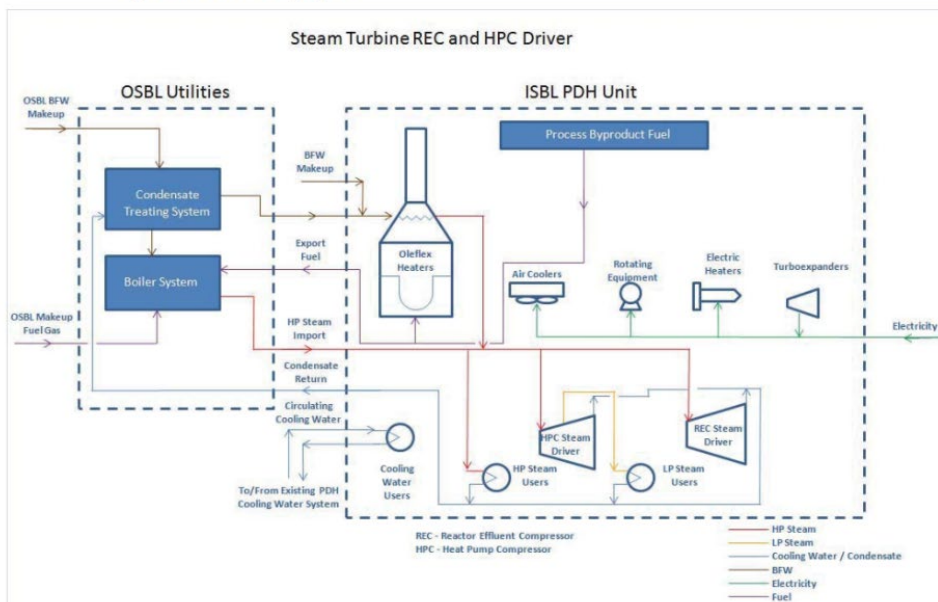 Steam Turbine REC and HPC Driver
OSBL Utilities
ISBL PDH Unit
OSBL BFW
Makeup
Process Byproduct Fuel
BFW
Makeup
Condensate
Treating System
Export
Fuel
Oleflex
Heaters
Air Coolers
Rotating
Equipment
Electric
Heaters
Turboexpanders
Boiler System
OSBL Makeup
Fuel Gas
HP Steam
Import
Electricity
Condensate
Return
Circulating
Cooling Water
HPC Steam
Driver
REC Steam
Driver
Cooling
Water
Users
HP Steam
Users
LP Steam
Users
To/From Existing PDH
Cooling Water System
REC - Reactor Effluent Compressor
HPC - Heat Pump Compressor
HP Steam
LP Steam
Cooling Water / Condensate
BFW
Electricity
Fuel